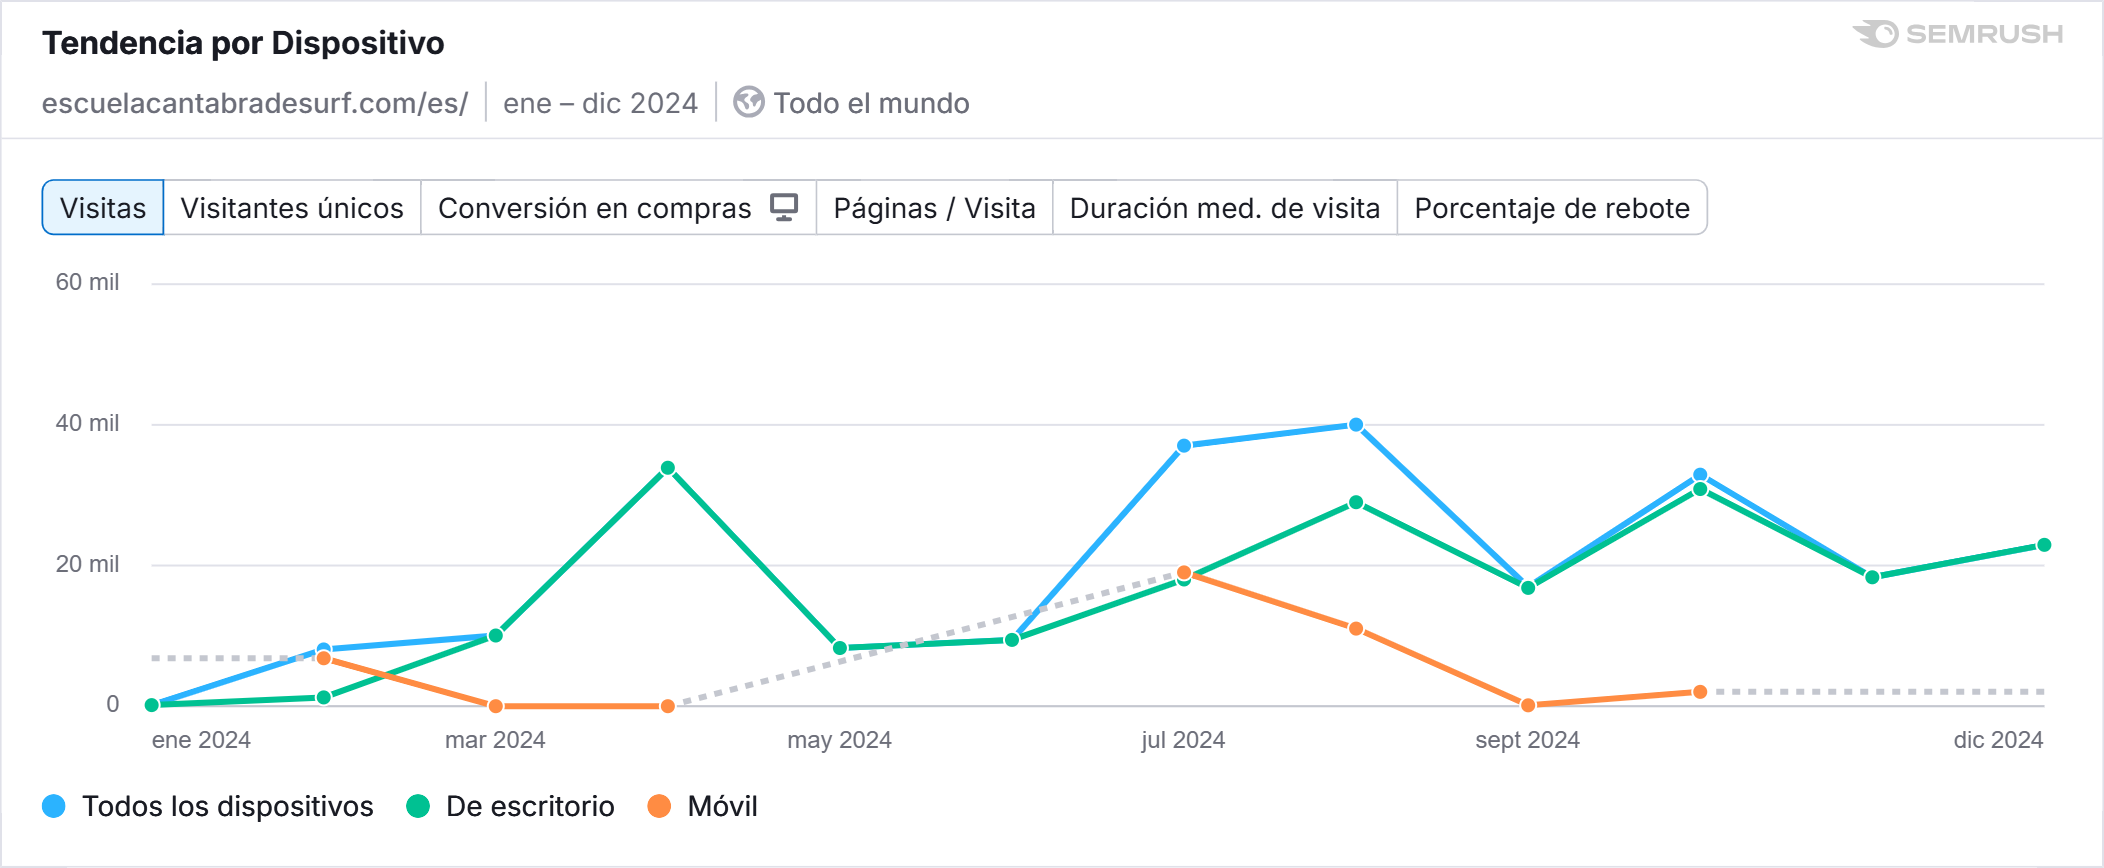 Tendencia por Dispositivo
SEMRUSH
escuelacantabradesurf.com/es/ ene – dic 2024 Todo el mundo
Visitas Visitantes únicos Conversión en compras Páginas / Visita Duración med. de visita Porcentaje de rebote
60 mil
40 mil
20 mil
0
ene 2024 mar 2024 may 2024 jul 2024 sept 2024 dic 2024
Todos los dispositivos De escritorio Móvil